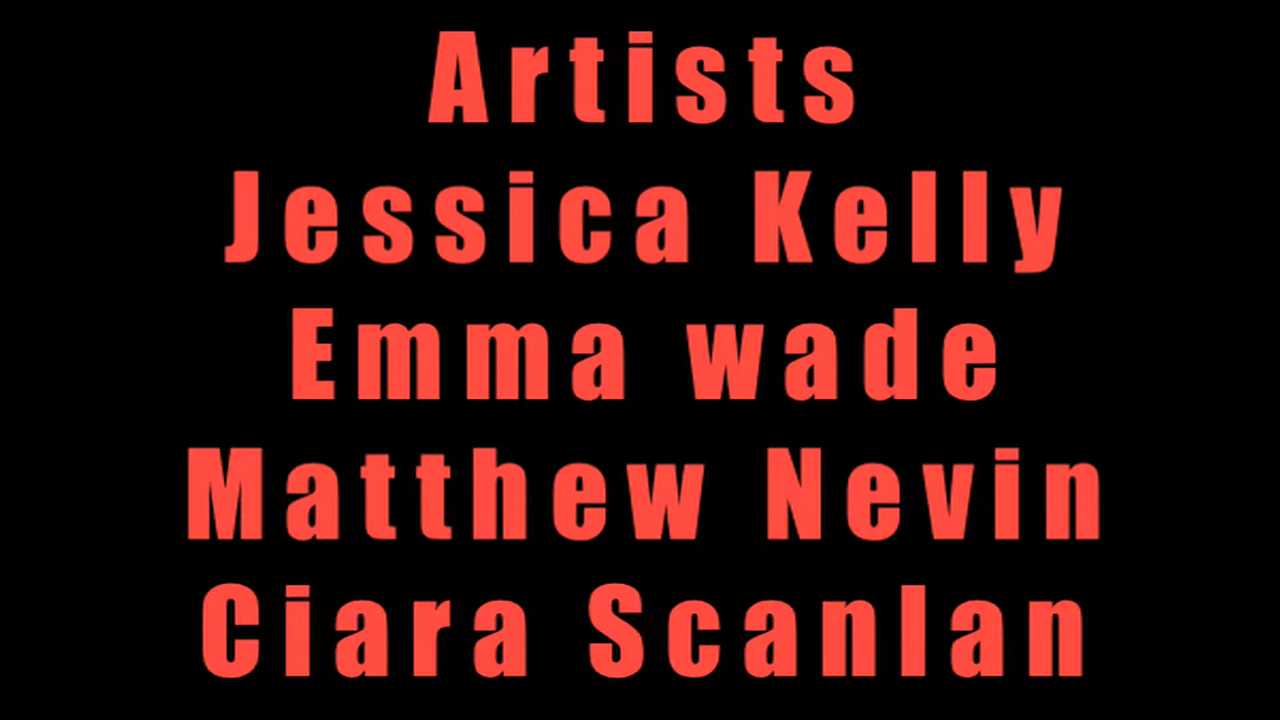 Artists
Jessica Kelly
Emma wade
Matthew Nevin
Ciara Scanlan